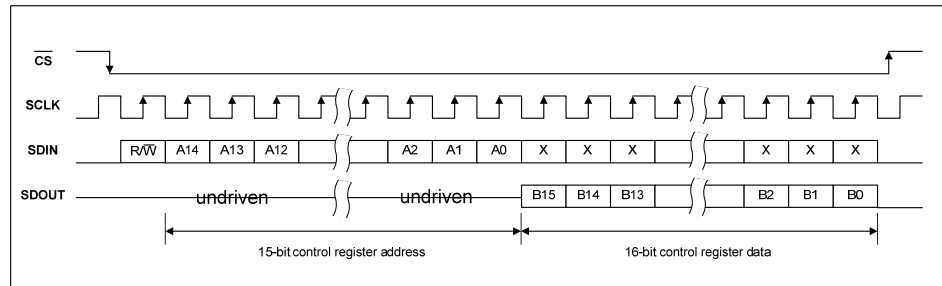 CS
SCLK
SDIN R/W A14 A13 A12 A2 A1 A0 X X X X X X
SDOUT undriven undriven B15 B14 B13 B2 B1 B0
15-bit control register address 16-bit control register data